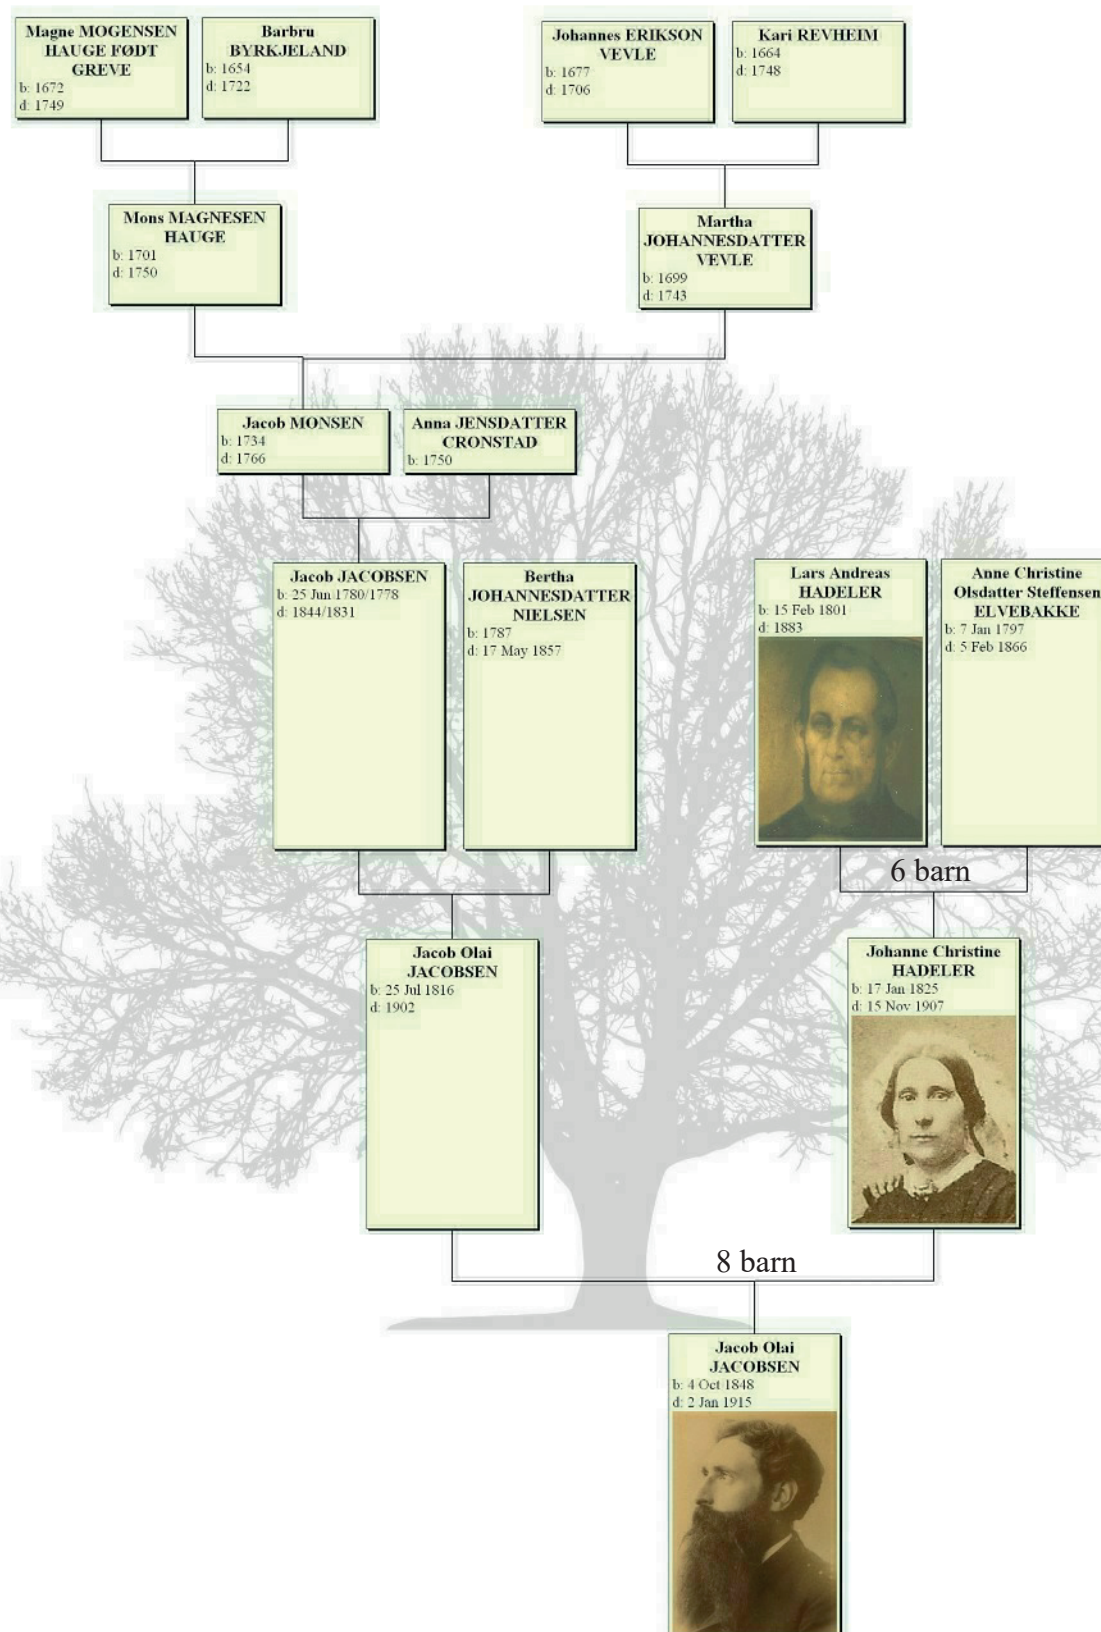 Magne MOGENSEN
HAUGE FØDT
GREVE
b: 1672
d: 1749
Barbru
BYRKJELAND
b: 1654
d: 1722
Johannes ERIKSON
VEVLE
b: 1677
d: 1706
Kari REVHEIM
b: 1664
d: 1748
Mons MAGNESEN
HAUGE
b: 1701
d: 1750
Martha
JOHANNESDATTER
VEVLE
b: 1699
d: 1743
Jacob MONSEN
b: 1734
d: 1766
Anna JENSDATTER
CRONSTAD
b: 1750
Jacob JACOBSEN
b: 25 Jun 1780/1778
d: 1844/1831
Bertha
JOHANNESDATTER
NIELSEN
b: 1787
d: 17 May 1857
Lars Andreas
HADELER
b: 15 Feb 1801
d: 1883
Anne Christine
Olsdatter Steffensen
ELVEBAKKE
b: 7 Jan 1797
d: 5 Feb 1866
6 barn
Jacob Olai
JACOBSEN
b: 25 Jul 1816
d: 1902
Johanne Christine
HADELER
b: 17 Jan 1825
d: 15 Nov 1907
8 barn
Jacob Olai
JACOBSEN
b: 4 Oct 1848
d: 2 Jan 1915